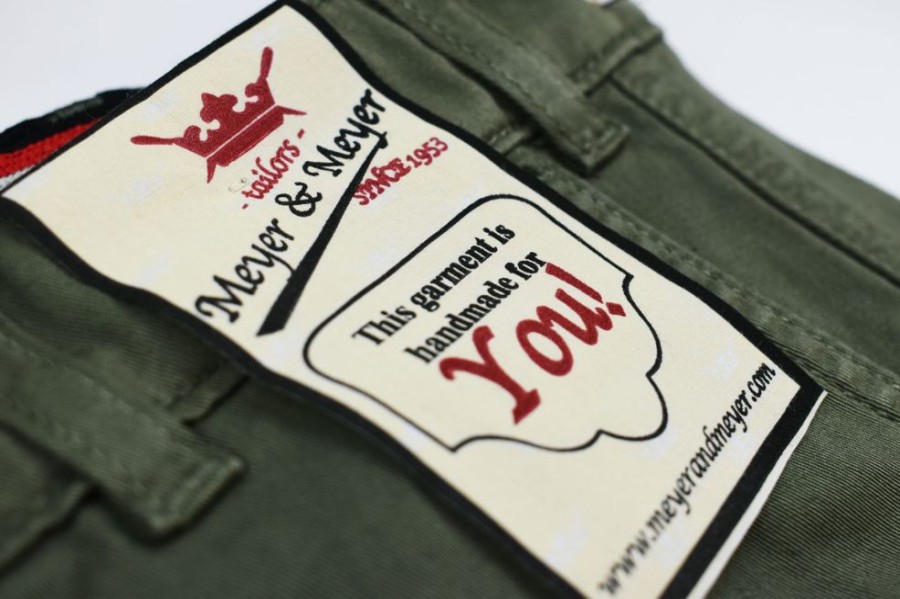 - tailors -
Meyer & Meyer
SINCE 1953
This garment is
handmade for
You!
www.meyerandmeyer.com